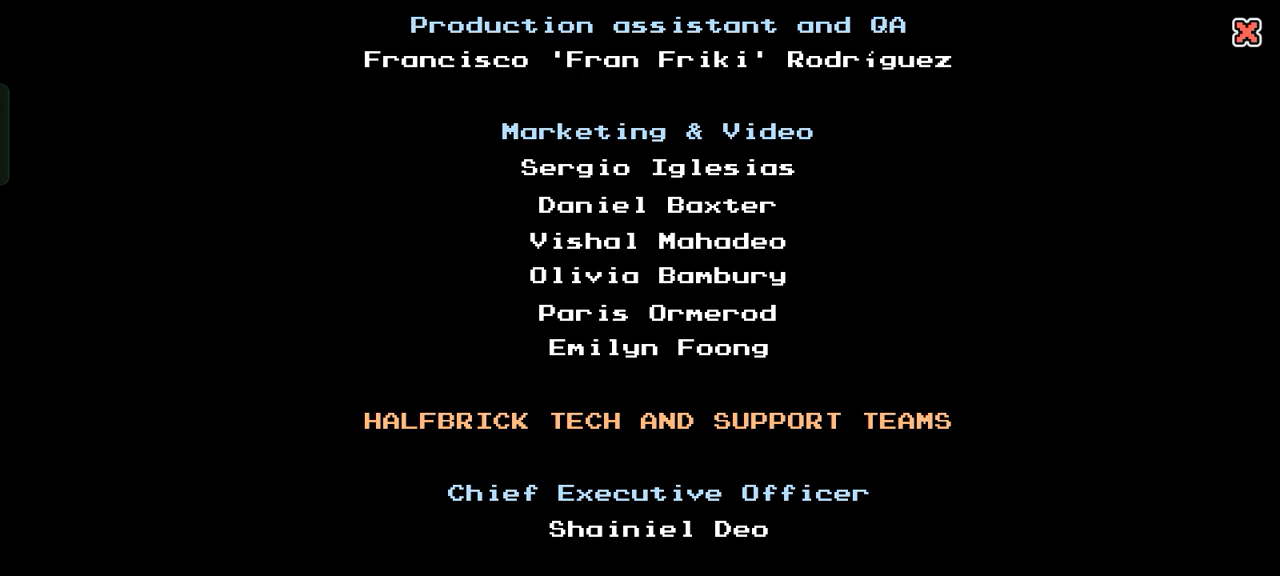 Production assistant and QA
Francisco 'Fran Friki' Rodríguez
Marketing & Video
Sergio Iglesias
Daniel Baxter
Vishal Mahadeo
Olivia Bambury
Paris Ormerod
Emilyn Foong
HALFBRICK TECH AND SUPPORT TEAMS
Chief Executive Officer
Shainiel Deo